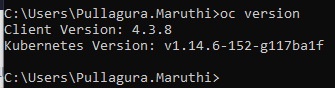 C:\Users\Pullagura.Maruthi>oc version
Client Version: 4.3.8
Kubernetes Version: v1.14.6-152-g117ba1f
C:\Users\Pullagura.Maruthi>